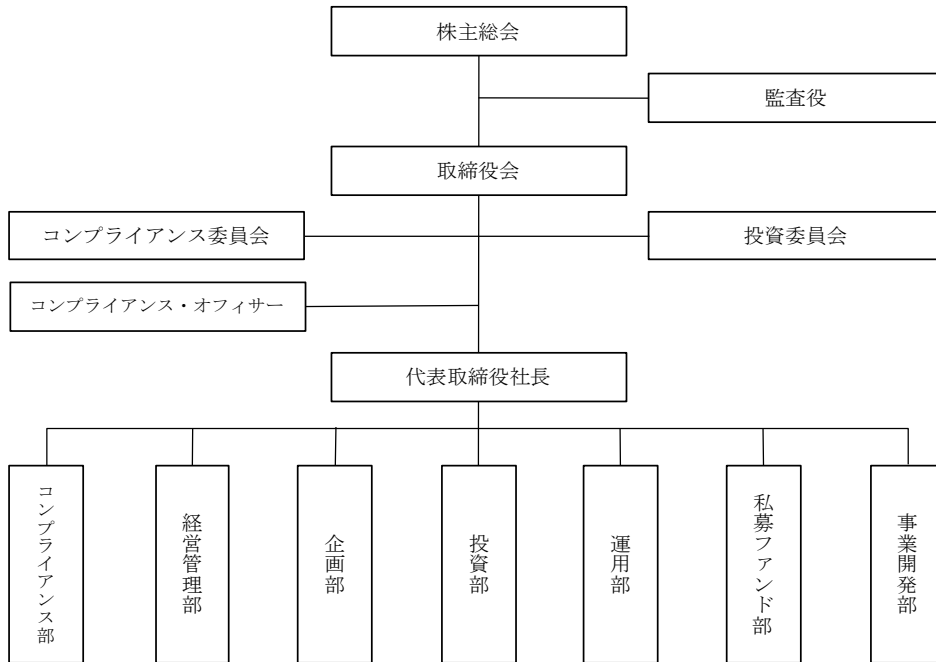 株主総会
監査役
取締役会
コンプライアンス委員会
投資委員会
コンプライアンス・オフィサー
代表取締役社長
コンプライアンス部
経営管理部
企画部
投資部
運用部
私募ファンド部
事業開発部